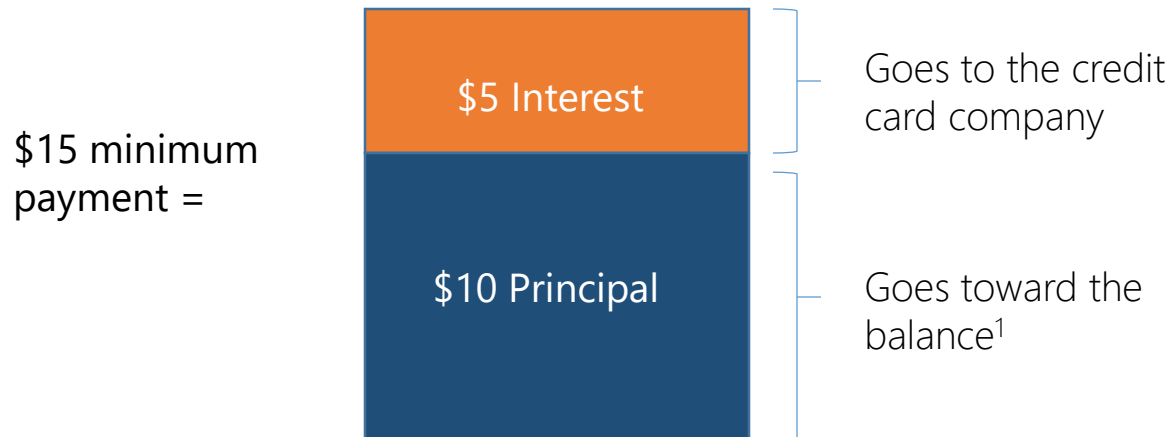 $15 minimum
payment =
$5 Interest
Goes to the credit
card company
$10 Principal
Goes toward the
balance¹